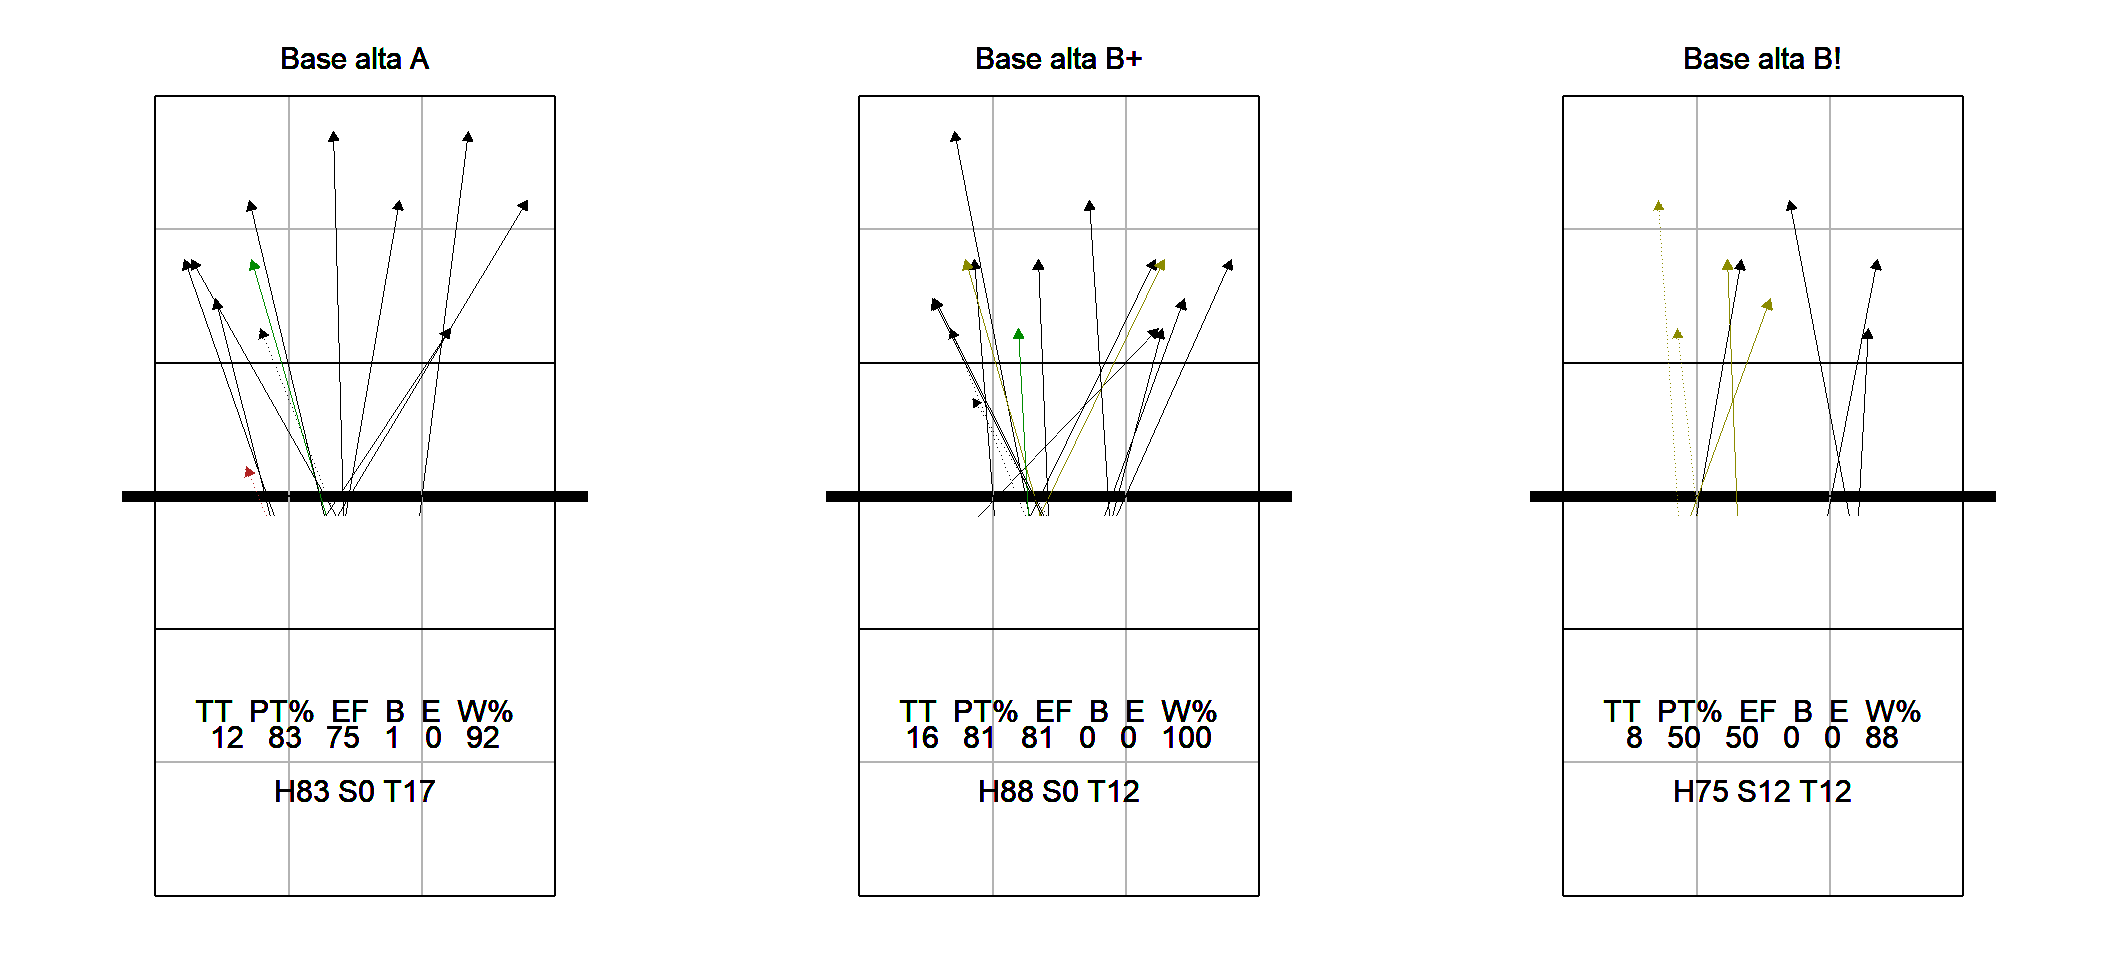 Base alta A
TT PT% EF B E W%
12 83 75 1 0 92
H83 S0 T17
Base alta B+
TT PT% EF B E W%
16 81 81 0 0 100
H88 S0 T12
Base alta B!
TT PT% EF B E W%
8 50 50 0 0 88
H75 S12 T12